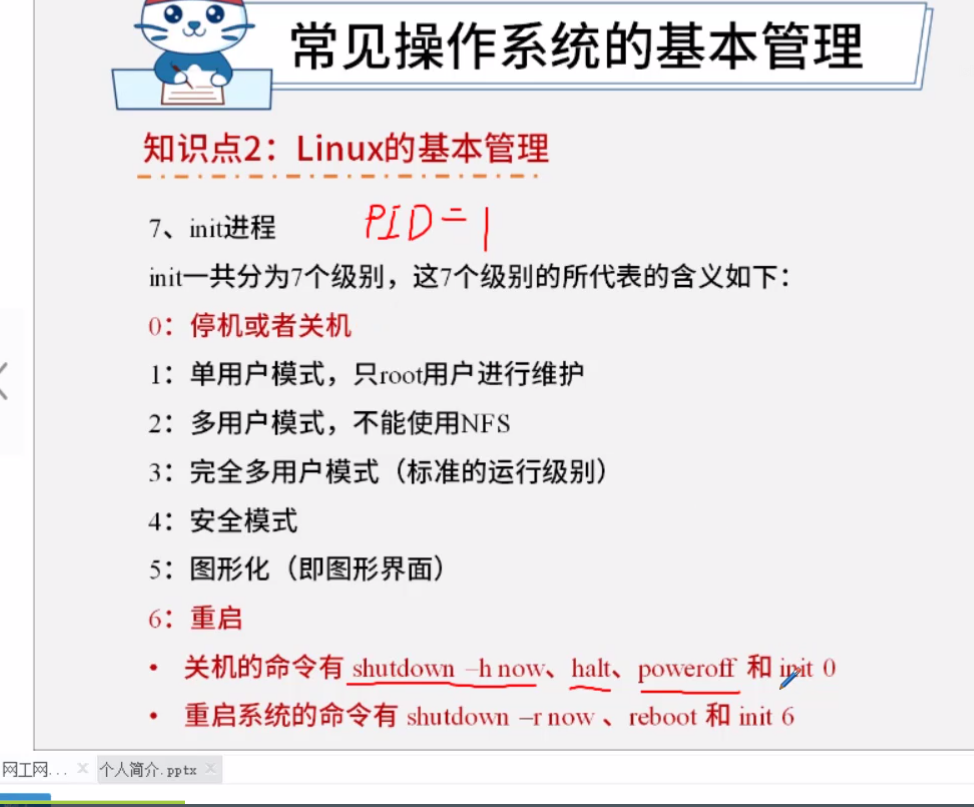 常见操作系统的基本管理
知识点2：Linux的基本管理
7、init进程 PID=1
init一共分为7个级别，这7个级别的所代表的含义如下：
0：停机或者关机
1：单用户模式，只root用户进行维护
2：多用户模式，不能使用NFS
3：完全多用户模式（标准的运行级别）
4：安全模式
5：图形化（即图形界面）
6：重启
• 关机的命令有 shutdown –h now、halt、poweroff 和 init 0
• 重启系统的命令有 shutdown –r now 、reboot 和 init 6
网工网... × 个人简介.pptx ×